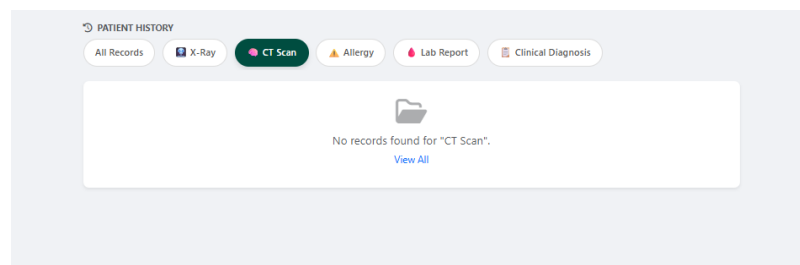 PATIENT HISTORY
All Records X-Ray CT Scan Allergy Lab Report Clinical Diagnosis
No records found for "CT Scan".
View All